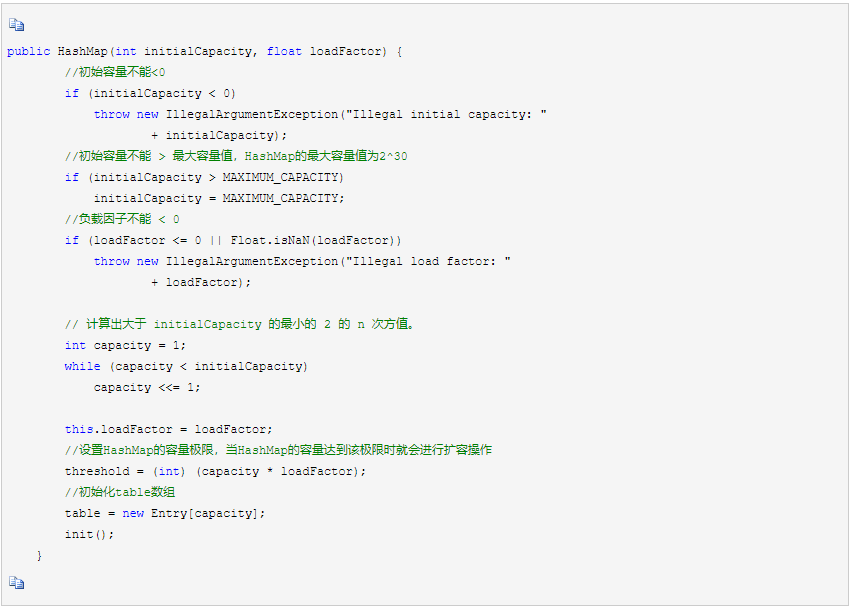 public HashMap(int initialCapacity, float loadFactor) {
        //初始容量不能<0
        if (initialCapacity < 0)
            throw new IllegalArgumentException("Illegal initial capacity: "
                    + initialCapacity);
        //初始容量不能 > 最大容量值，HashMap的最大容量值为2^30
        if (initialCapacity > MAXIMUM_CAPACITY)
            initialCapacity = MAXIMUM_CAPACITY;
        //负载因子不能 < 0
        if (loadFactor <= 0 || Float.isNaN(loadFactor))
            throw new IllegalArgumentException("Illegal load factor: "
                    + loadFactor);
        // 计算出大于 initialCapacity 的最小的 2 的 n 次方值。
        int capacity = 1;
        while (capacity < initialCapacity)
            capacity <<= 1;
        this.loadFactor = loadFactor;
        //设置HashMap的容量极限，当HashMap的容量达到该极限时就会进行扩容操作
        threshold = (int) (capacity * loadFactor);
        //初始化table数组
        table = new Entry[capacity];
        init();
    }